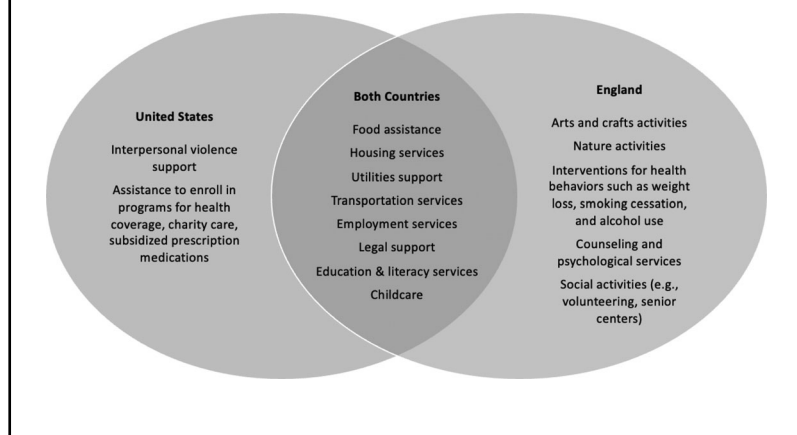 United States
Interpersonal violence
support
Assistance to enroll in
programs for health
coverage, charity care,
subsidized prescription
medications
Both Countries
Food assistance
Housing services
Utilities support
Transportation services
Employment services
Legal support
Education & literacy services
Childcare
England
Arts and crafts activities
Nature activities
Interventions for health
behaviors such as weight
loss, smoking cessation,
and alcohol use
Counseling and
psychological services
Social activities (e.g.,
volunteering, senior
centers)